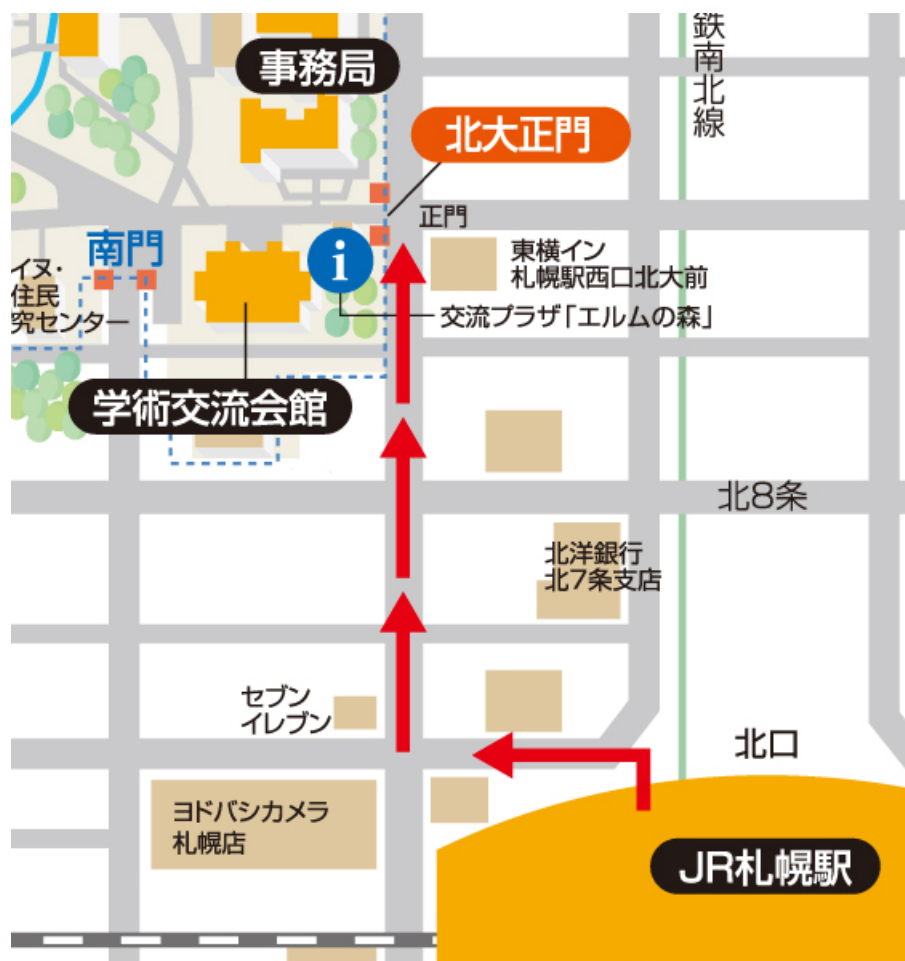 鉄南北線
事務局
北大正門
正門
南門
i
東横イン
札幌駅西口北大前
イヌ・
住民
究センター
交流プラザ「エルムの森」
学術交流会館
北8条
北洋銀行
北7条支店
セブン
イレブン
北口
ヨドバシカメラ
札幌店
JR札幌駅